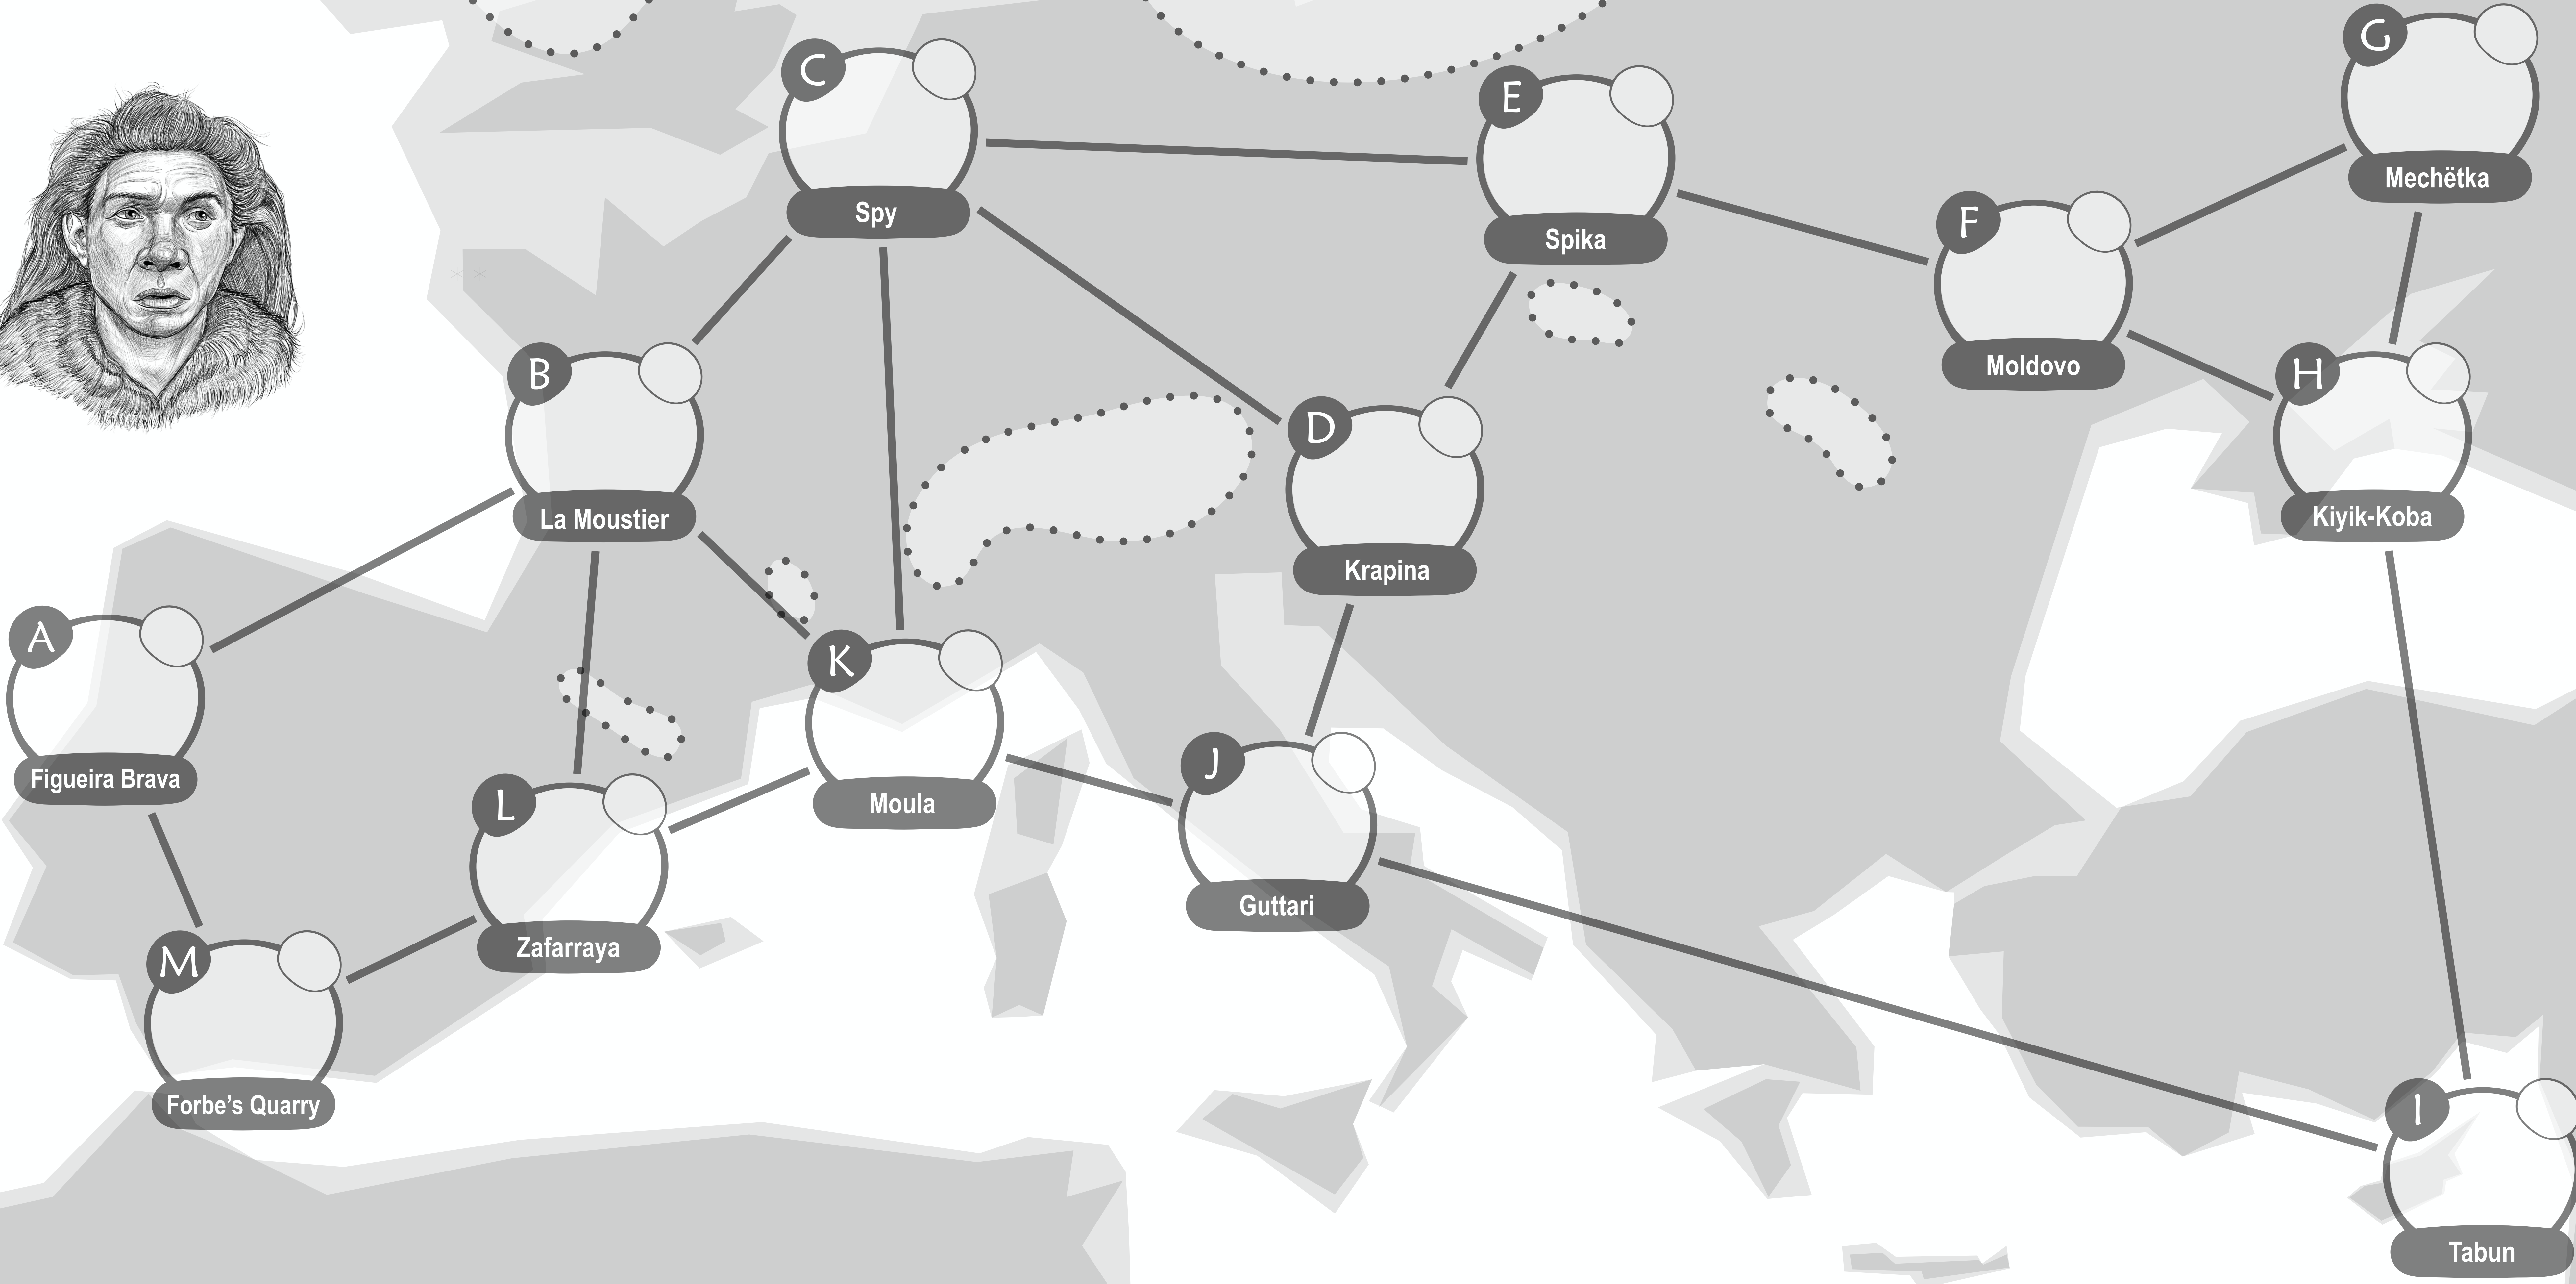 C
Spy
E
Spika
G
Mechëtka
F
Moldovo
B
La Moustier
D
Krapina
H
Kiyik-Koba
A
Figueira Brava
K
Moula
J
Guttari
L
Zafarraya
M
Forbe's Quarry
I
Tabun